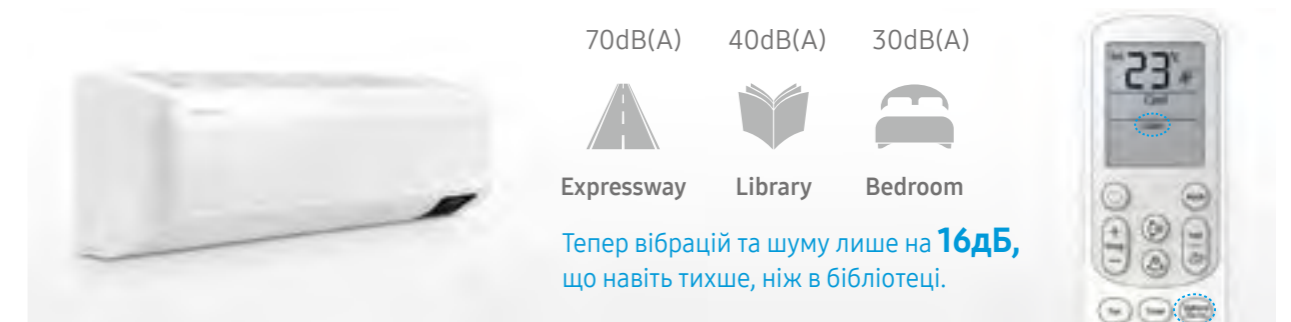 70dB(A) 40dB(A) 30dB(A)
Expressway Library Bedroom
Тепер вібрацій та шуму лише на 16дБ,
що навіть тихше, ніж в бібліотеці.
23